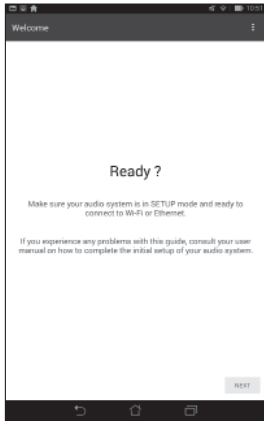 10:51
Welcome
Ready ?
Make sure your audio system is in SETUP mode and ready to
connect to Wi-Fi or Ethernet.
If you experience any problems with this guide, consult your user
manual on how to complete the initial setup of your audio system.
NEXT